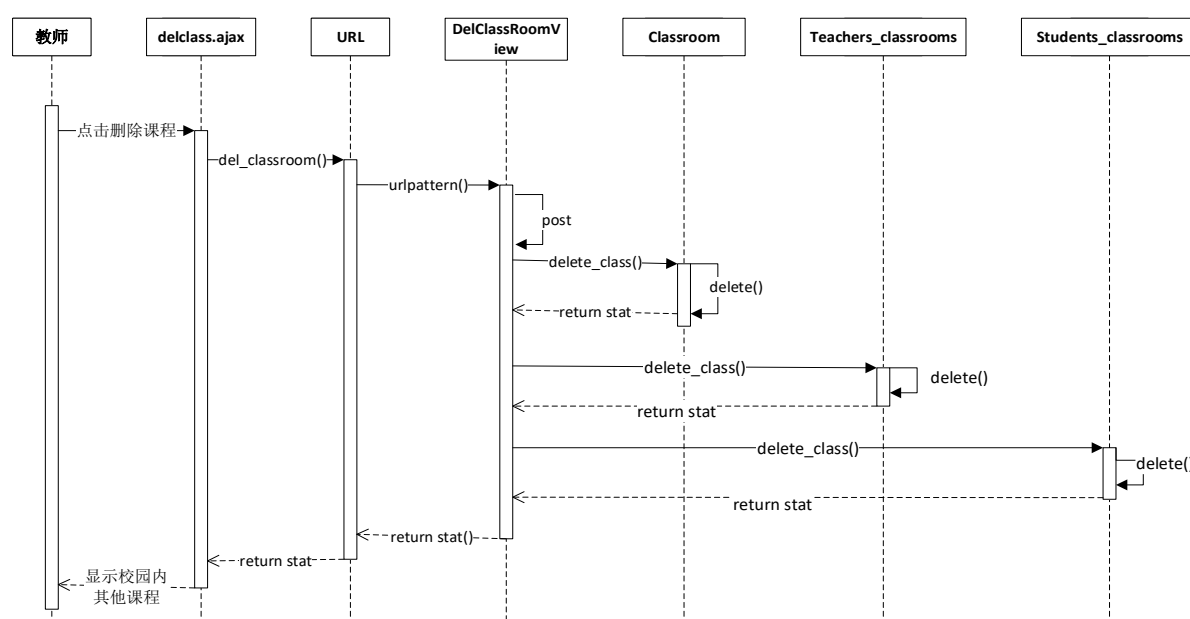 教师
delclass.ajax
URL
DelClassRoomV
iew
Classroom
Teachers_classrooms
Students_classrooms
点击删除课程
del_classroom()
urlpattern()
post
delete_class()
delete()
return stat
delete_class()
delete()
return stat
delete_class()
delete()
return stat
return stat()
return stat
显示校园内
其他课程